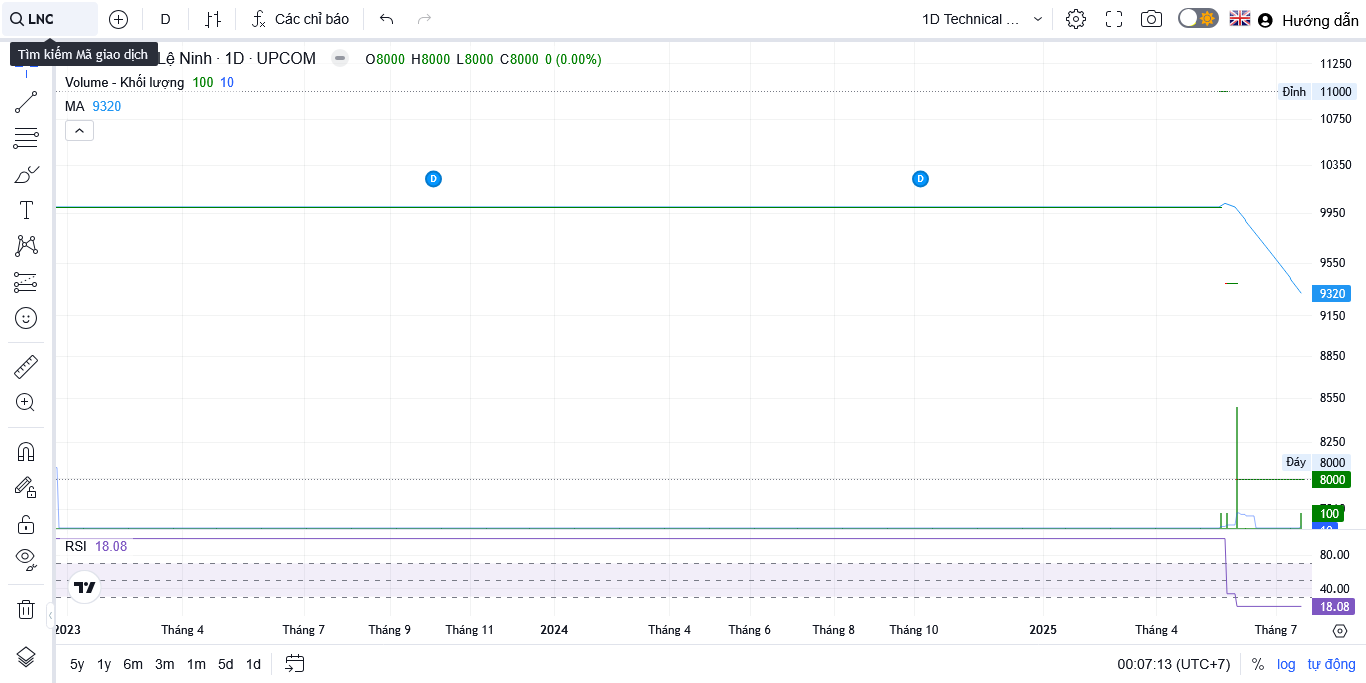 LNC
D
Các chỉ báo
1D Technical ...
Hướng dẫn
Tìm kiếm Mã giao dịch
Lệ Ninh · 1D · UPCOM
O8000 H8000 L8000 C8000 0 (0.00%)
Volume - Khối lượng 100 10
MA 9320
D
D
11250
Đỉnh 11000
10750
10350
9950
9550
9320
9150
8850
8550
8250
Đáy 8000
8000
100
RSI 18.08
80.00
40.00
18.08
2023 Tháng 4 Tháng 7 Tháng 9 Tháng 11 2024 Tháng 4 Tháng 6 Tháng 8 Tháng 10 2025 Tháng 4 Tháng 7
5y 1y 6m 3m 1m 5d 1d
00:07:13 (UTC+7) % log tự động